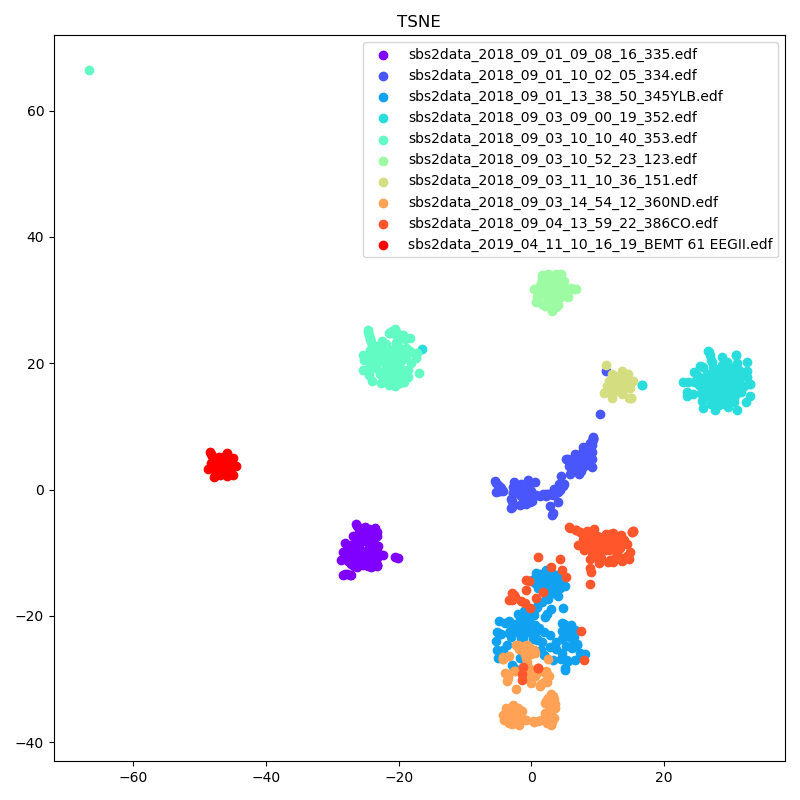 TSNE
sbs2data_2018_09_01_09_08_16_335.edf
sbs2data_2018_09_01_10_02_05_334.edf
sbs2data_2018_09_01_13_38_50_345YLB.edf
sbs2data_2018_09_03_09_00_19_352.edf
sbs2data_2018_09_03_10_10_40_353.edf
sbs2data_2018_09_03_10_52_23_123.edf
sbs2data_2018_09_03_11_10_36_151.edf
sbs2data_2018_09_03_14_54_12_360ND.edf
sbs2data_2018_09_04_13_59_22_386CO.edf
sbs2data_2019_04_11_10_16_19_BEMT 61 EEGII.edf
60
40
20
0
−20
−40
−60 −40 −20 0 20